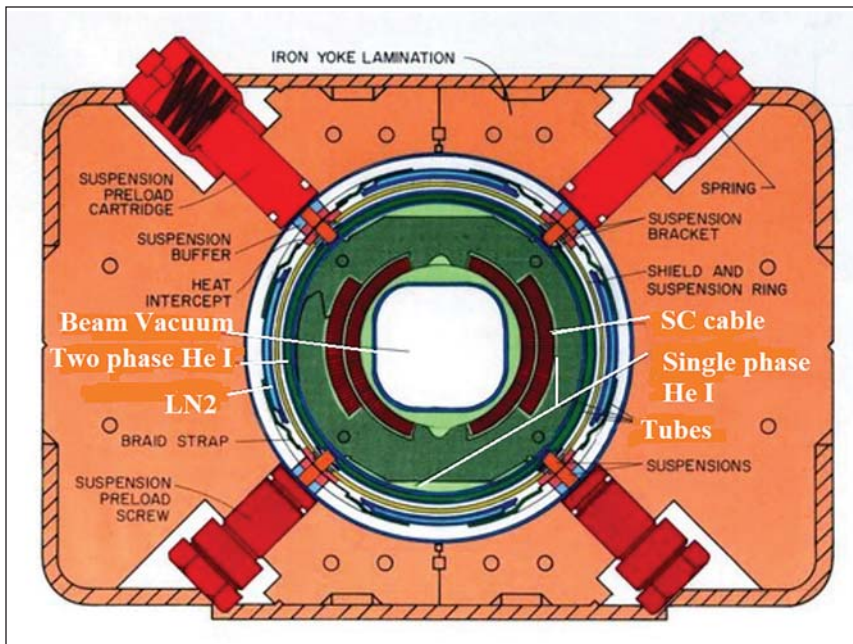 IRON YOKE LAMINATION
SUSPENSION
PRELOAD
CARTRIDGE
SPRING
SUSPENSION
BUFFER
SUSPENSION
BRACKET
HEAT
INTERCEPT
SHIELD AND
SUSPENSION RING
Beam Vacuum
SC cable
Two phase He I
Single phase
He I
LN2
Tubes
BRAID STRAP
SUSPENSIONS
SUSPENSION
PRELOAD
SCREW